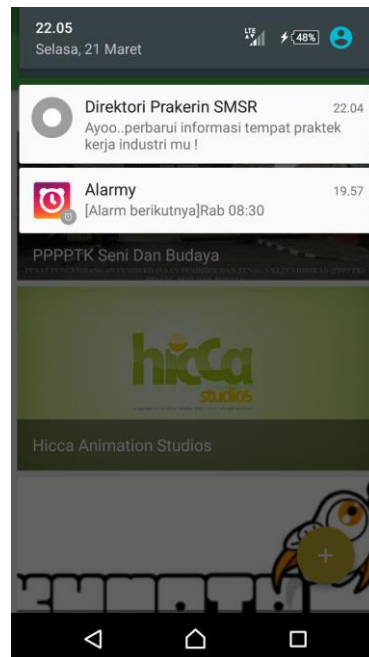 22.05
Selasa, 21 Maret
LTE
48%
Direktori Prakerin SMSR
22.04
Ayoo..perbarui informasi tempat praktek
kerja industri mu !
Alarmy
19.57
[Alarm berikutnya]Rab 08:30
PPPPTK Seni Dan Budaya
hicca
studios
Hicca Animation Studios